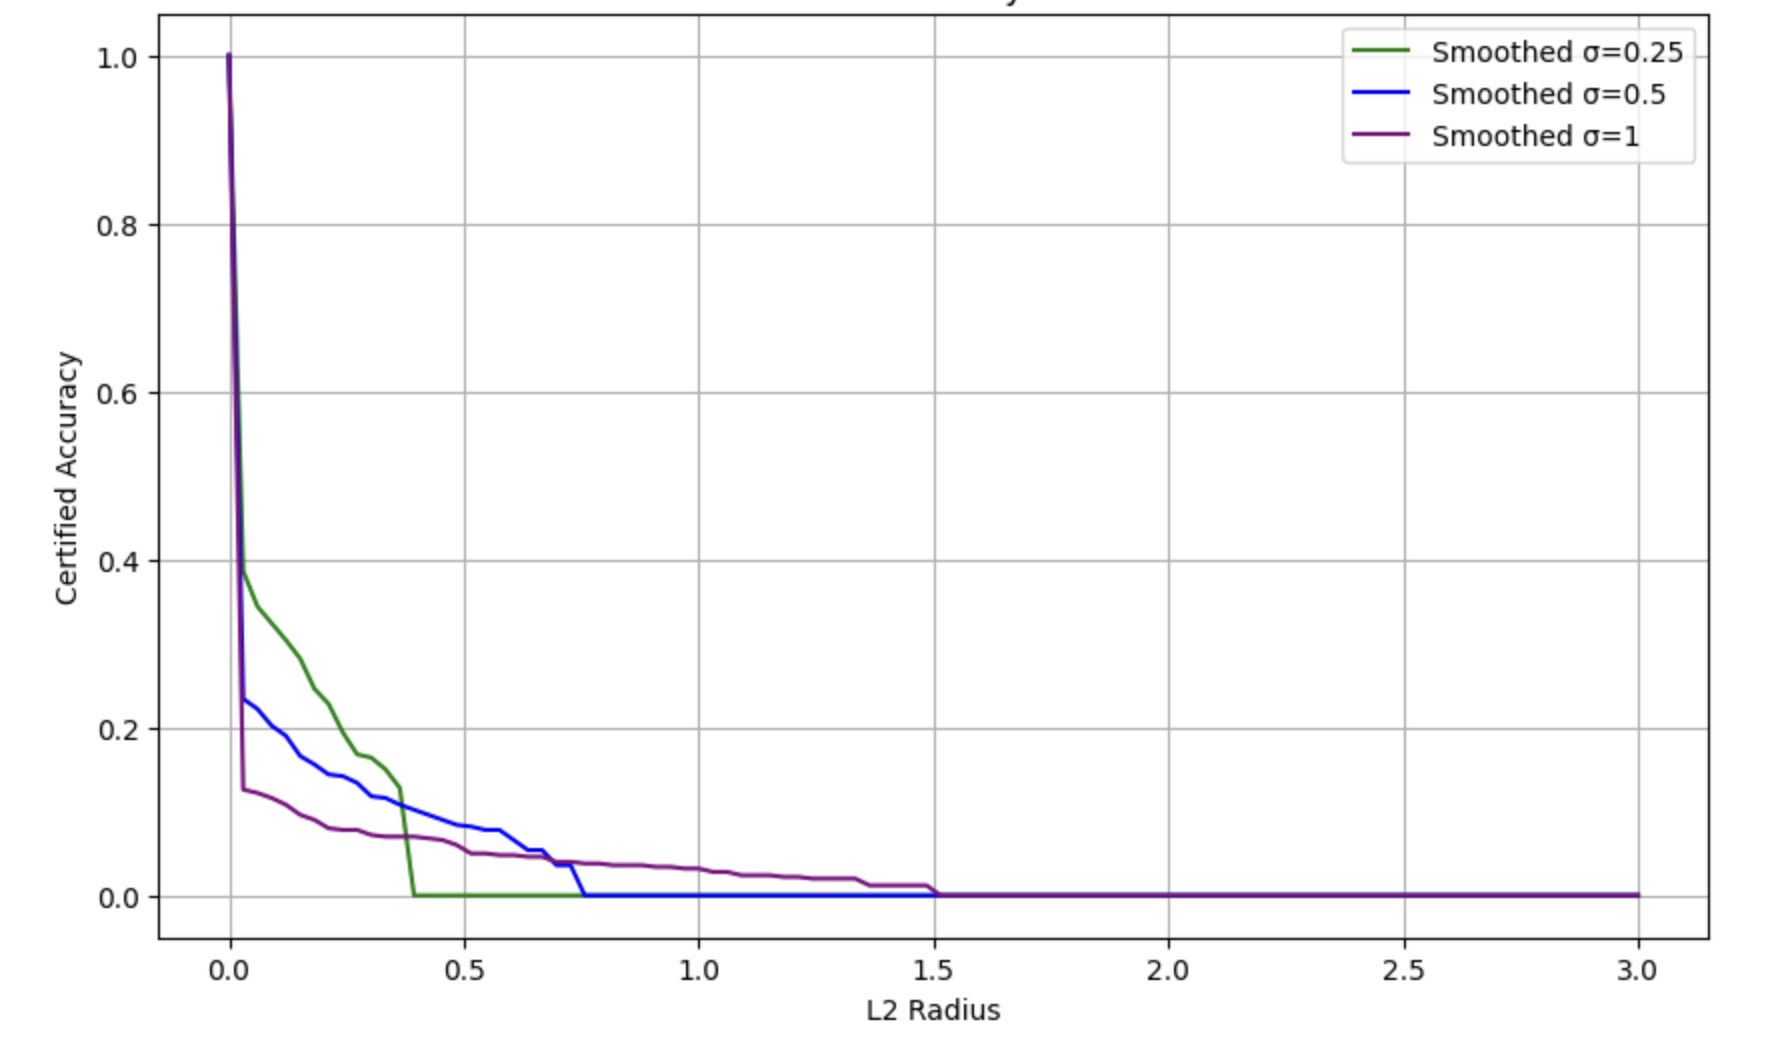 Smoothed σ=0.25
Smoothed σ=0.5
Smoothed σ=1
Certified Accuracy
1.0
0.8
0.6
0.4
0.2
0.0
0.0 0.5 1.0 1.5 2.0 2.5 3.0
L2 Radius